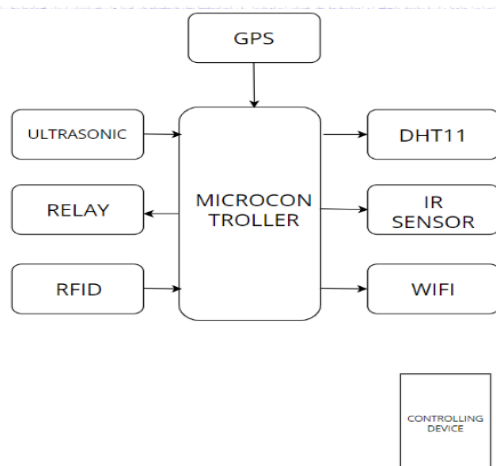 GPS
ULTRASONIC
DHT11
MICROCON
TROLLER
RELAY
IR
SENSOR
RFID
WIFI
CONTROLLING
DEVICE